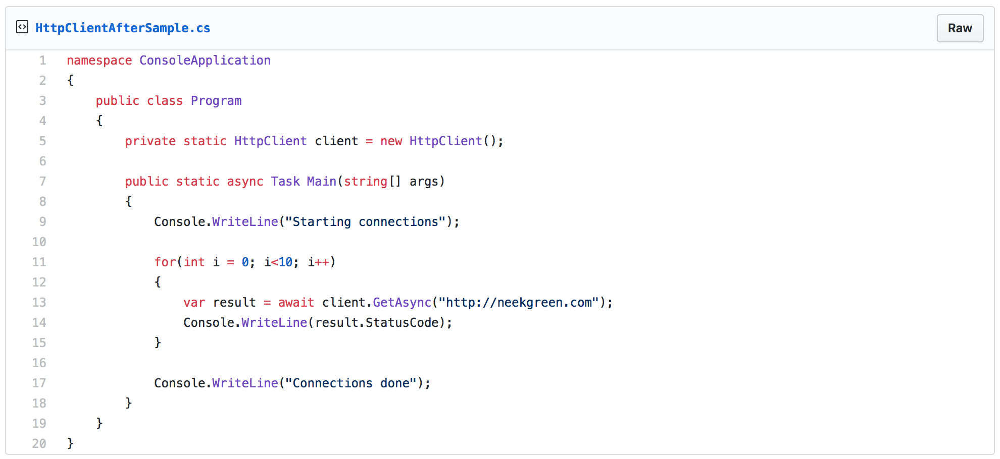 HttpClientAfterSample.cs
Raw
1 namespace ConsoleApplication
2 {
3     public class Program
4     {
5         private static HttpClient client = new HttpClient();
6
7         public static async Task Main(string[] args)
8         {
9             Console.WriteLine("Starting connections");
10
11             for(int i = 0; i<10; i++)
12             {
13                 var result = await client.GetAsync("http://neekgreen.com");
14                 Console.WriteLine(result.StatusCode);
15             }
16
17             Console.WriteLine("Connections done");
18         }
19     }
20 }